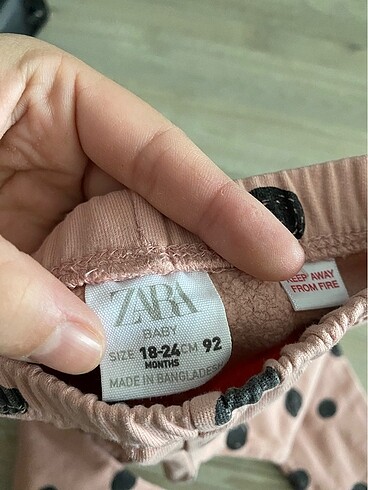 ZARA
BABY
SIZE 18-24 CM 92
MONTHS
MADE IN BANGLADESH
KEEP AWAY
FROM FIRE